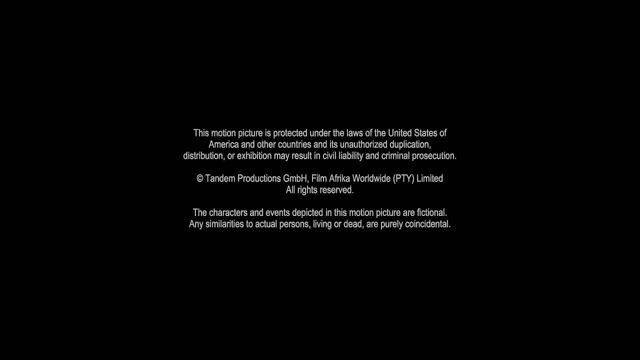 This motion picture is protected under the laws of the United States of
America and other countries and its unauthorized duplication,
distribution, or exhibition may result in civil liability and criminal prosecution.
© Tandem Productions GmbH, Film Afrika Worldwide (PTY) Limited
All rights reserved.
The characters and events depicted in this motion picture are fictional.
Any similarities to actual persons, living or dead, are purely coincidental.